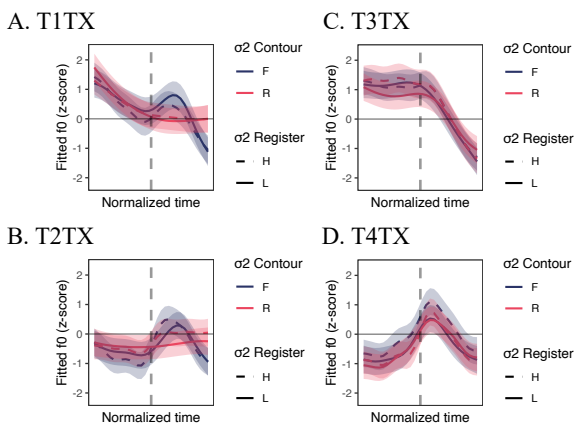 A. T1TX
2
1
0
-1
-2
Fitted f0 (z-score)
Normalized time
σ2 Contour
F
R
σ2 Register
H
L
C. T3TX
2
1
0
-1
-2
Fitted f0 (z-score)
Normalized time
σ2 Contour
F
R
σ2 Register
H
L
B. T2TX
2
1
0
-1
-2
Fitted f0 (z-score)
Normalized time
σ2 Contour
F
R
σ2 Register
H
L
D. T4TX
2
1
0
-1
-2
Fitted f0 (z-score)
Normalized time
σ2 Contour
F
R
σ2 Register
H
L